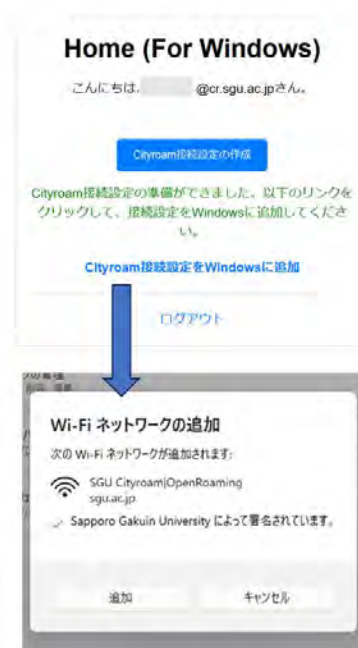 Home (For Windows)
こんにちは、 @cr.sgu.ac.jpさん。
Cityroam接続設定の作成
Cityroam接続設定の準備ができました。以下のリンクを
クリックして、接続設定をWindowsに追加してくださ
い。
Cityroam接続設定をWindowsに追加
ログアウト
Wi-Fi ネットワークの追加
次の Wi-Fi ネットワークが追加されます:
SGU Cityroam|OpenRoaming
sgu.ac.jp
Sapporo Gakuin University によって署名されています。
追加
キャンセル